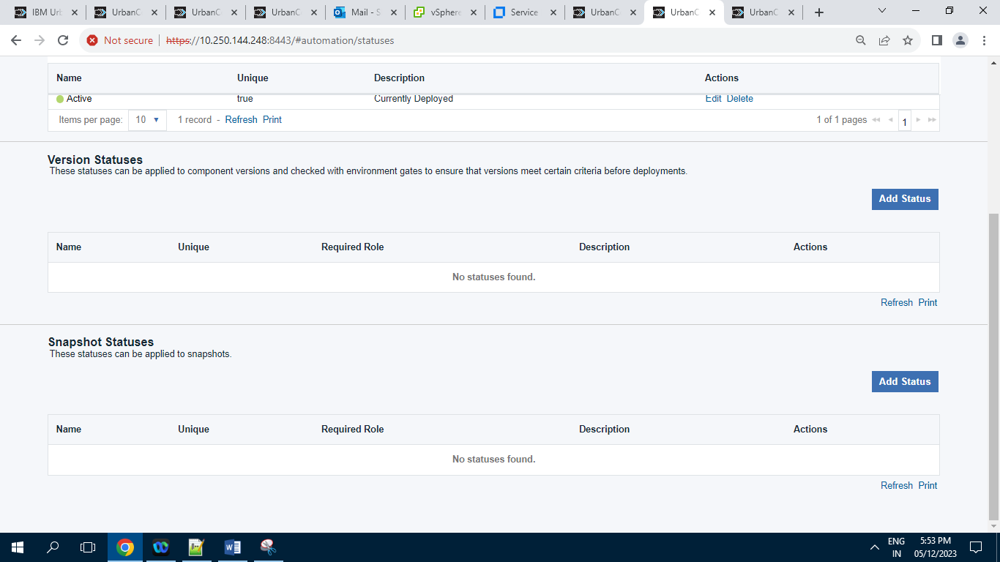 IBM Url
UrbanC
UrbanC
UrbanC
Mail - S
vSphere
Service
UrbanC
UrbanC
UrbanC
Not secure https://10.250.144.248:8443/#automation/statuses
Name Unique Description Actions
Active true Currently Deployed Edit Delete
Items per page: 10 1 record - Refresh Print 1 of 1 pages 1
Version Statuses
These statuses can be applied to component versions and checked with environment gates to ensure that versions meet certain criteria before deployments.
Add Status
Name Unique Required Role Description Actions
No statuses found.
Refresh Print
Snapshot Statuses
These statuses can be applied to snapshots.
Add Status
Name Unique Required Role Description Actions
No statuses found.
Refresh Print
ENG 5:53 PM
IN 05/12/2023